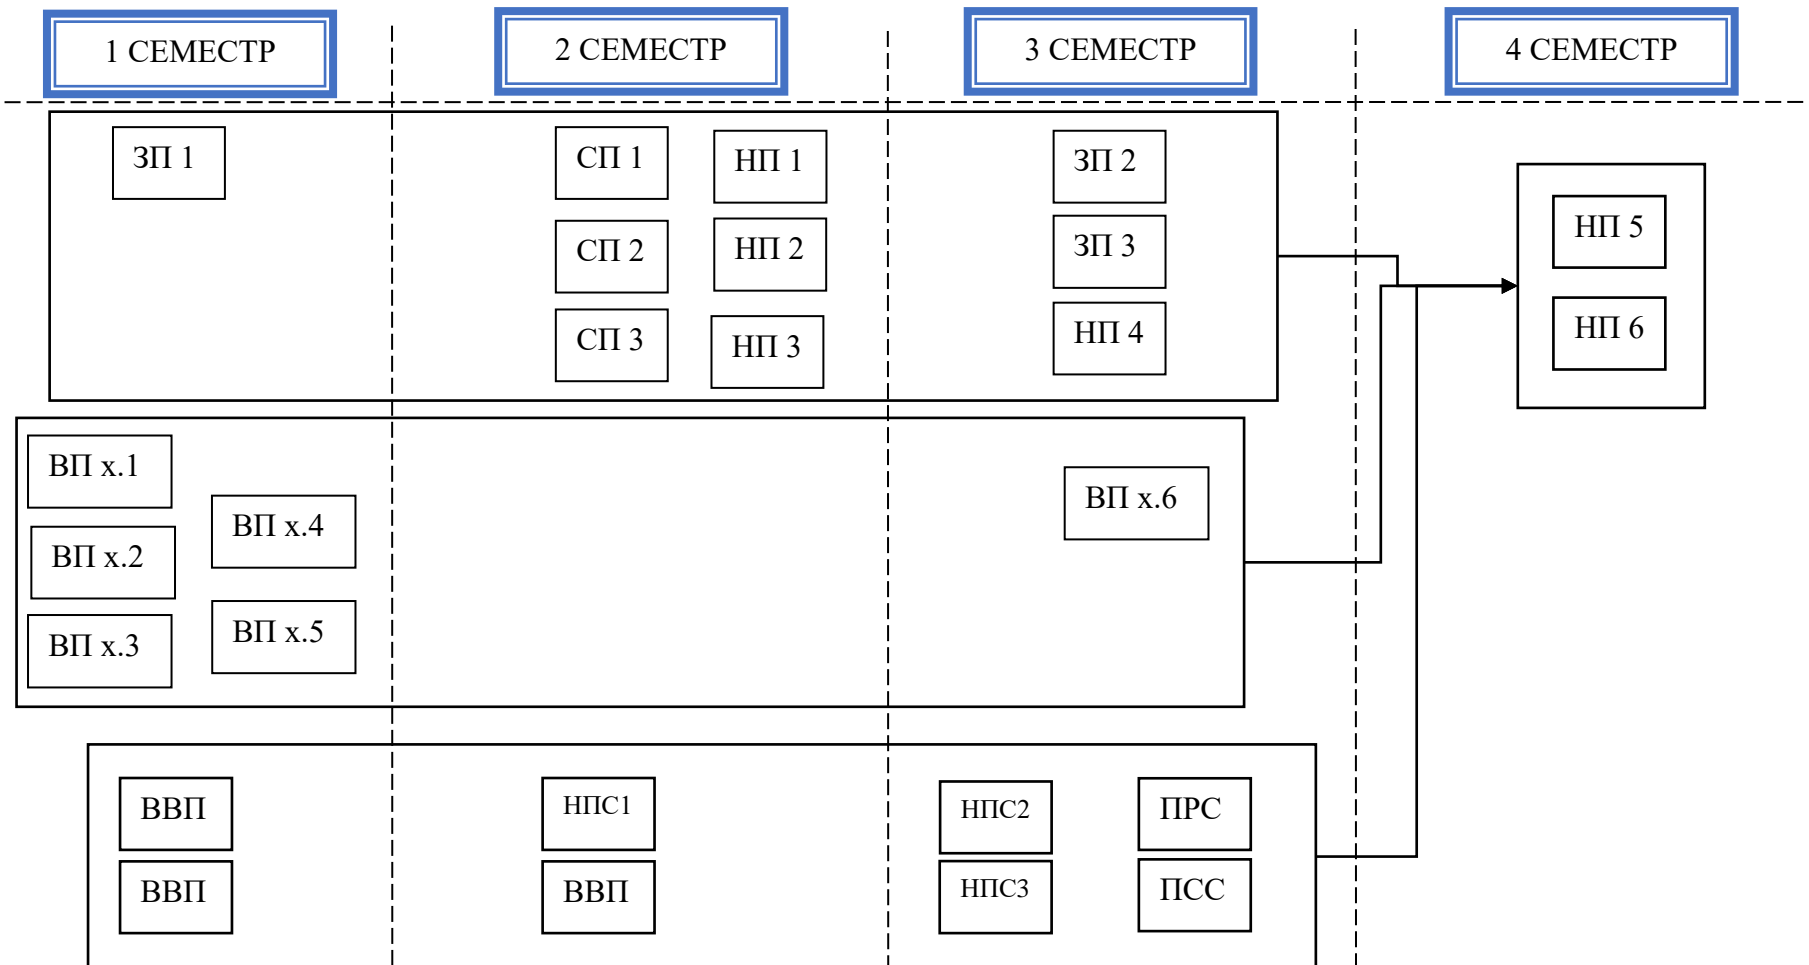 1 СЕМЕСТР
2 СЕМЕСТР
3 СЕМЕСТР
4 СЕМЕСТР
ЗП 1
СП 1
НП 1
ЗП 2
СП 2
НП 2
ЗП 3
СП 3
НП 3
НП 4
НП 5
НП 6
ВП х.1
ВП х.2
ВП х.3
ВП х.4
ВП х.5
ВП х.6
ВВП
НПС1
НПС2
ПРС
ВВП
ВВП
НПС3
ПСС